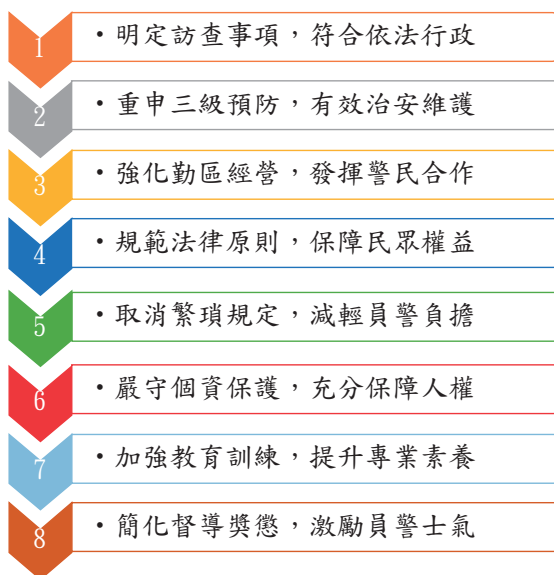 1 •明定訪查事項，符合依法行政
2 •重申三級預防，有效治安維護
3 •強化勤區經營，發揮警民合作
4 •規範法律原則，保障民眾權益
5 •取消繁瑣規定，減輕員警負擔
6 •嚴守個資保護，充分保障人權
7 •加強教育訓練，提升專業素養
8 •簡化督導獎懲，激勵員警士氣